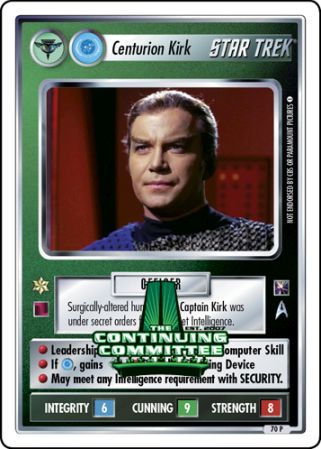 Centurion Kirk STAR TREK
NOT ENDORSED BY CBS OR PARAMOUNT PICTURES
OFFICER
Surgically-altered Captain Kirk was
under secret orders Intelligence.
EST. 2007
THE
CONTINUING
COMMITTEE
Leadership Computer Skill
If , gains Device
May meet any Intelligence requirement with SECURITY.
INTEGRITY 6 CUNNING 9 STRENGTH 8
70 P